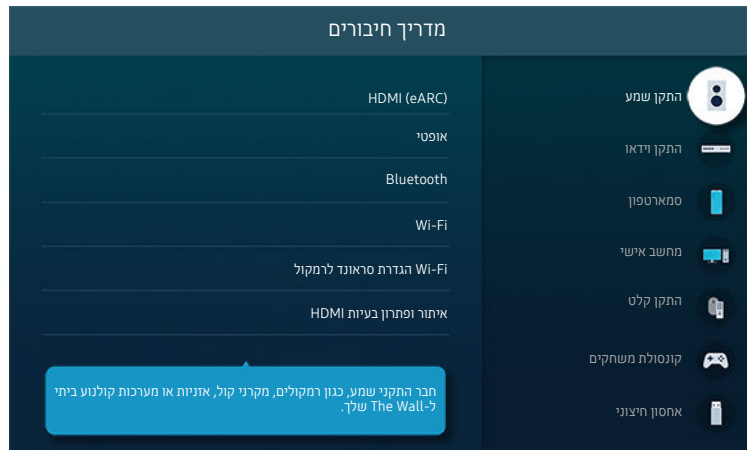 מדריך חיבורים
התקן שמע
התקן וידאו
סמארטפון
מחשב אישי
התקן קלט
קונסולת משחקים
אחסון חיצוני
HDMI (eARC)
אופטי
Bluetooth
Wi-Fi
Wi-Fi הגדרת סראונד לרמקול
איתור ופתרון בעיות HDMI
חבר התקני שמע, כגון רמקולים, מקרני קול, אזניות או מערכות קולנוע ביתי
ל-The Wall שלך.